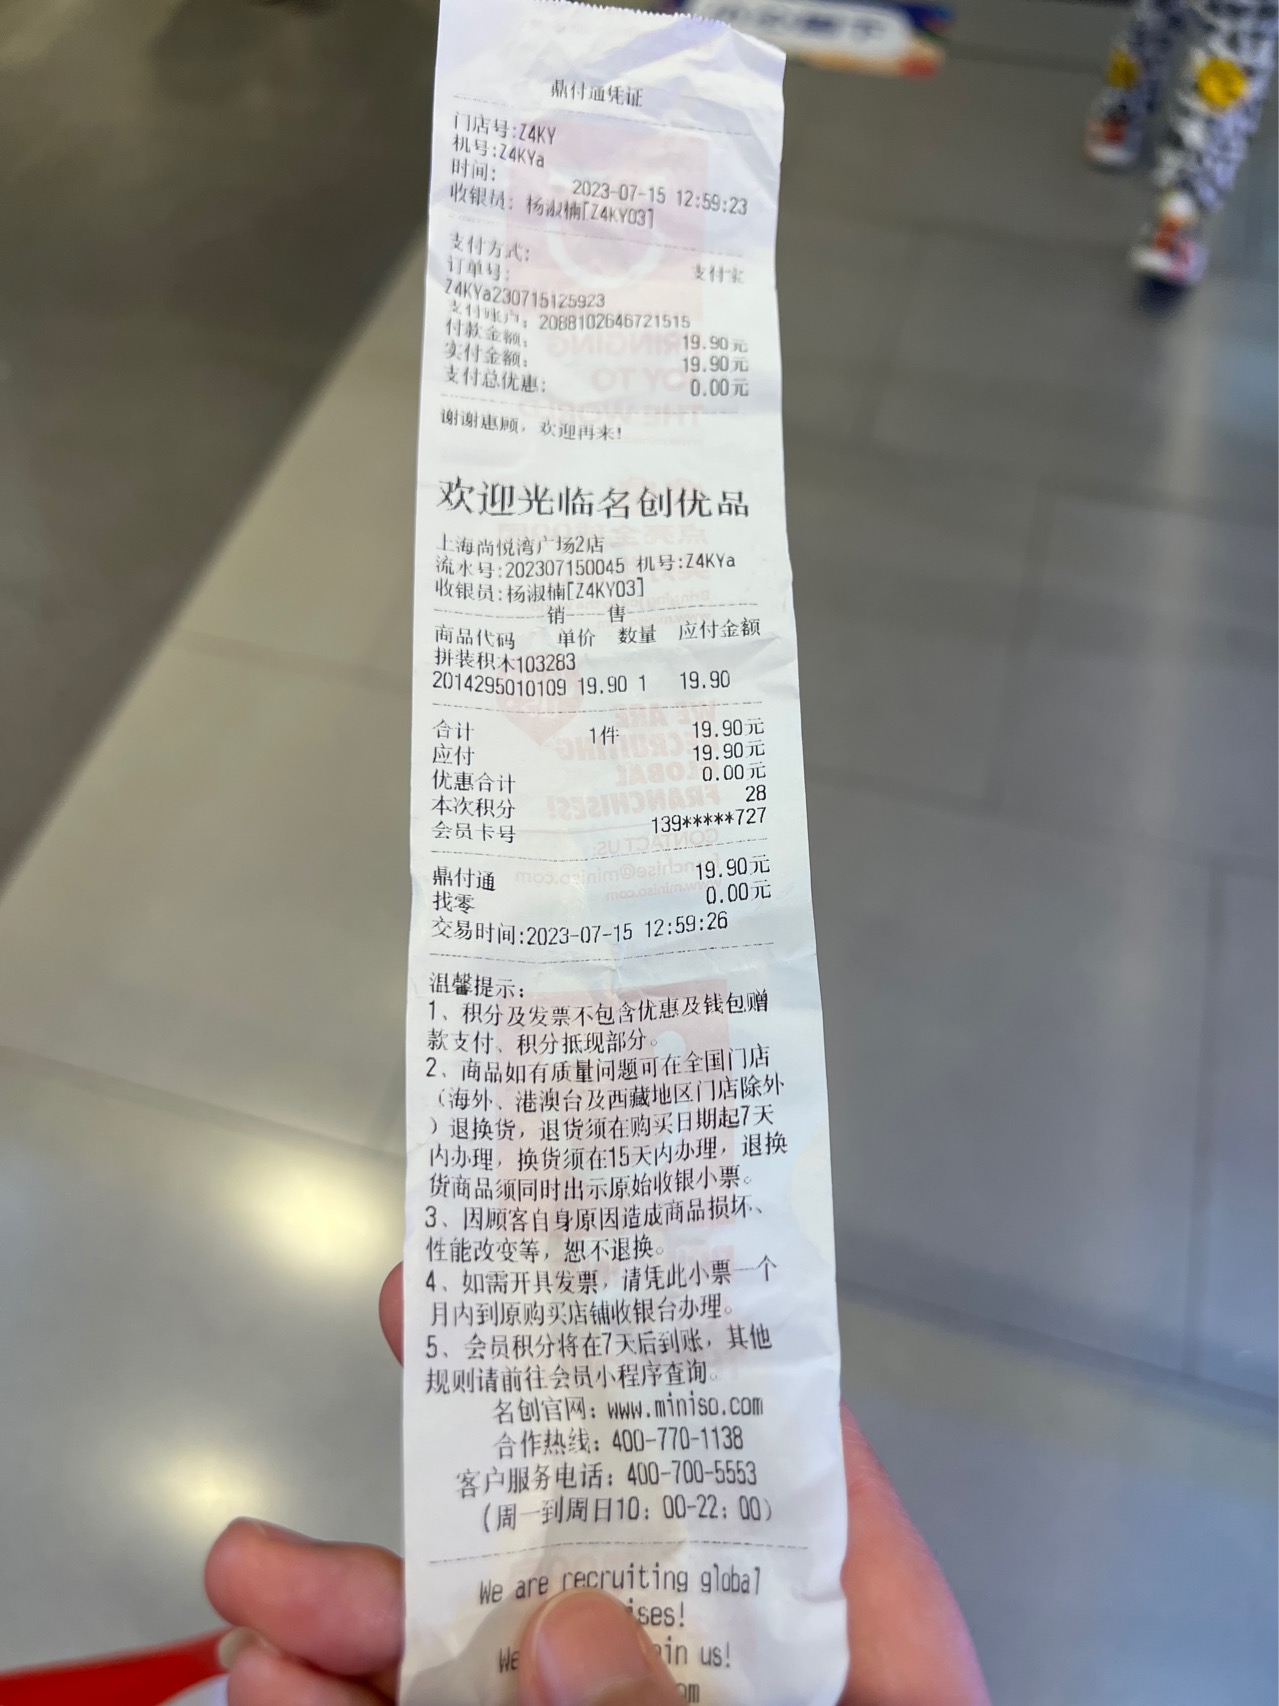 鼎付通凭证
门店号:Z4KY
机号:Z4KYa
时间:
2023-07-15 12:59:23
收银员: 杨淑楠[Z4KY03]
支付方式:
支付宝
订单号:
Z4KYa230715125923
支付账户: 2088102646721515
付款金额: 19.90元
实付金额: 19.90元
支付总优惠: 0.00元
谢谢惠顾, 欢迎再来!
欢迎光临名创优品
上海尚悦湾广场2店
流水号:202307150045 机号:Z4KYa
收银员:杨淑楠[Z4KY03]
销 售
商品代码 单价 数量 应付金额
拼装积木103283
2014295010109 19.90 1 19.90
合计 1件 19.90元
应付 19.90元
优惠合计 0.00元
本次积分 28
会员卡号 139*****727
鼎付通 19.90元
找零 0.00元
交易时间:2023-07-15 12:59:26
温馨提示:
1、积分及发票不包含优惠及钱包赠
款支付、积分抵现部分。
2、商品如有质量问题可在全国门店
(海外、港澳台及西藏地区门店除外
)退换货, 退货须在购买日期起7天
内办理, 换货须在15天内办理, 退换
货商品须同时出示原始收银小票。
3、因顾客自身原因造成商品损坏、
性能改变等, 恕不退换。
4、如需开具发票, 请凭此小票一个
月内到原购买店铺收银台办理。
5、会员积分将在7天后到账, 其他
规则请前往会员小程序查询。
名创官网: www.miniso.com
合作热线: 400-770-1138
客户服务电话: 400-700-5553
(周一到周日10: 00-22: 00)
We are recruiting global
ises!
We in us!
om